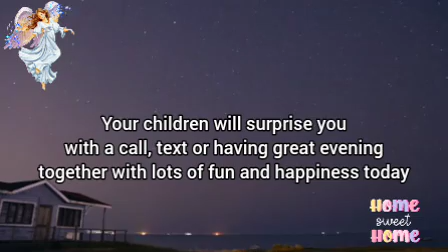 Your children will surprise you
with a call, text or having great evening
together with lots of fun and happiness today
HOME
sweet
HOME